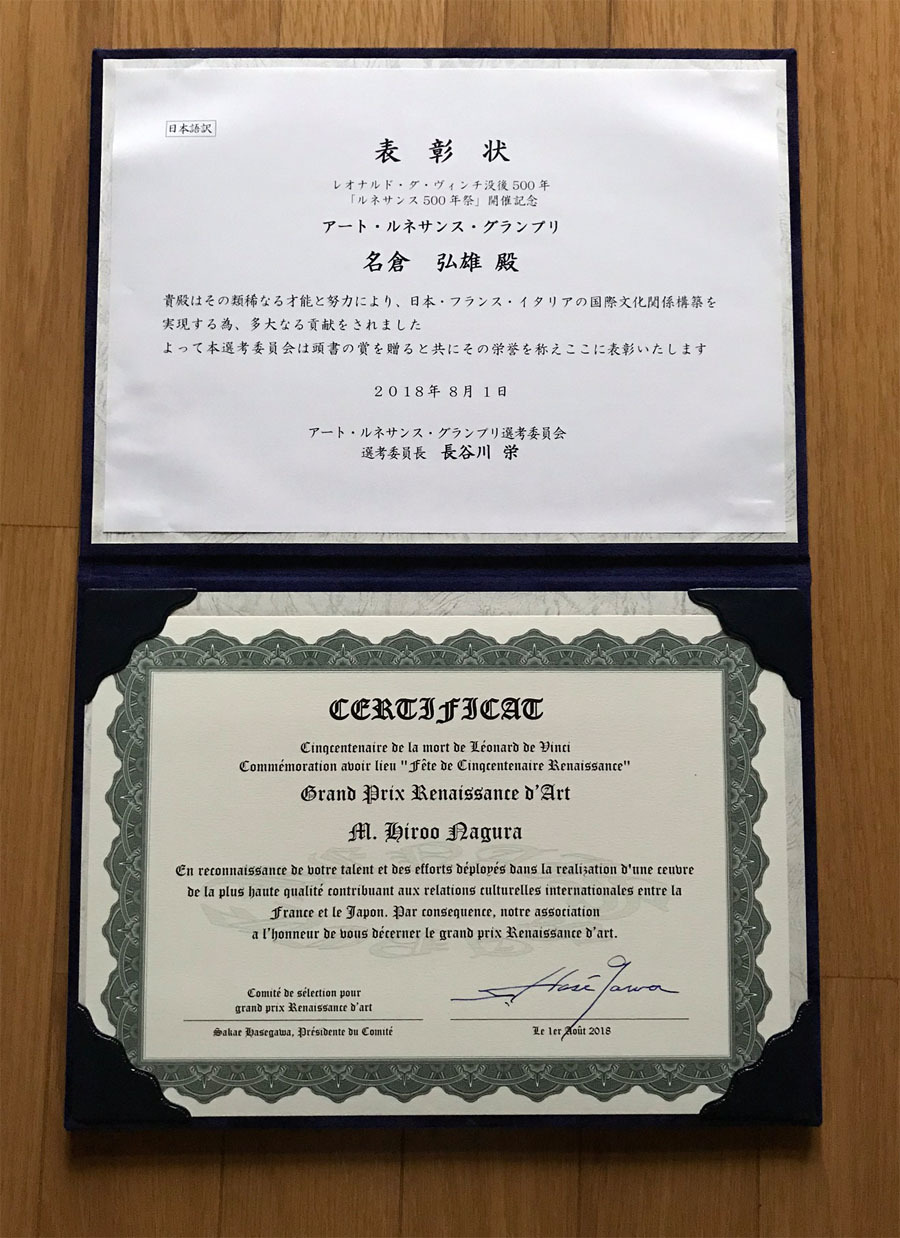 日本語訳
表 彰 状
レオナルド・ダ・ヴィンチ没後 500 年
「ルネサンス 500 年祭」開催記念
アート・ルネサンス・グランプリ
名倉 弘雄 殿
貴殿はその類稀なる才能と努力により、日本・フランス・イタリアの国際文化関係構築を
実現する為、多大なる貢献をされました
よって本選考委員会は頭書の賞を贈ると共にその栄誉を称えここに表彰いたします
2018年 8月 1日
アート・ルネサンス・グランプリ選考委員会
選考委員長 長谷川 栄
CERTIFICAT
Cinqcentenaire de la mort de Léonard de Vinci
Commémoration avoir lieu "Fête de Cinqcentenaire Renaissance"
Grand Prix Renaissance d'Art
M. Hiroo Nagura
En reconnaissance de votre talent et des efforts déployés dans la realization d'une ceuvre
de la plus haute qualité contribuant aux relations culturelles internationales entre la
France et le Japon. Par consequence, notre association
a l'honneur de vous décerner le grand prix Renaissance d'art.
Comité de sélection pour
grand prix Renaissance d'art
Hasegawa
Sakae Hasegawa, Présidente du Comité
Le 1er Août 2018